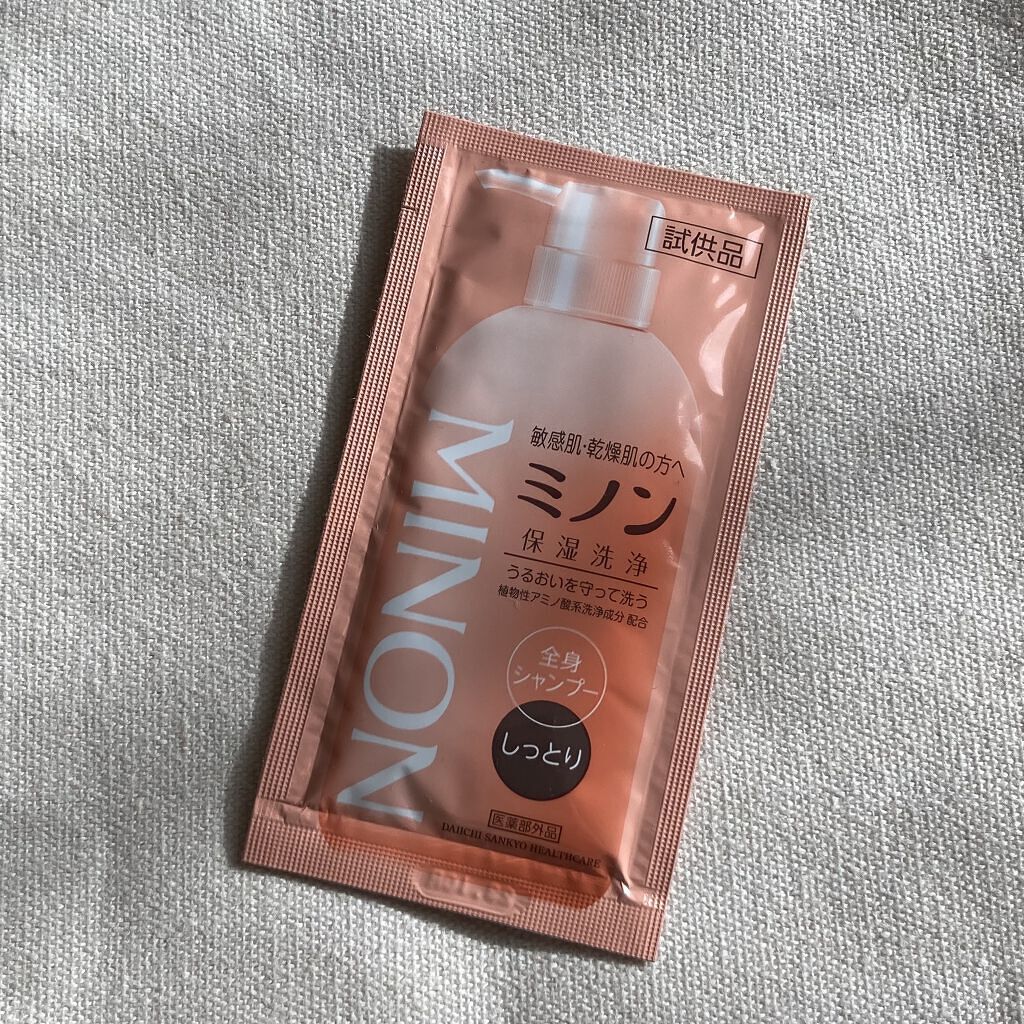 試供品
敏感肌・乾燥肌の方へ
ミノン
保湿洗浄
うるおいを守って洗う
植物性アミノ酸系洗浄成分 配合
全身
シャンプー
しっとり
MINON
医薬部外品
DAIICHI SANKYO HEALTHCARE